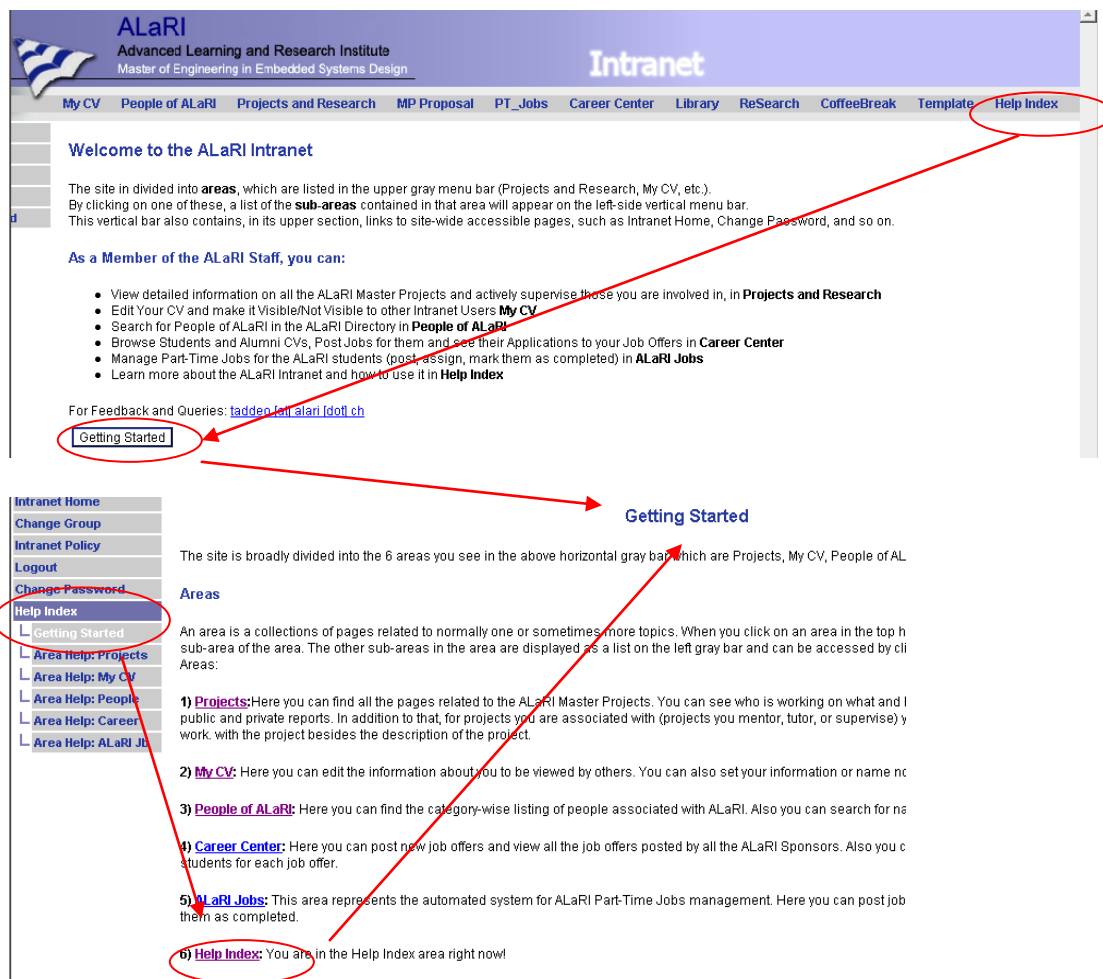 ALaRI
Advanced Learning and Research Institute
Master of Engineering in Embedded Systems Design
Intranet
My CV People of ALaRI Projects and Research MP Proposal PT_Jobs Career Center Library ReSearch CoffeeBreak Template Help Index
d
Welcome to the ALaRI Intranet
The site in divided into areas, which are listed in the upper gray menu bar (Projects and Research, My CV, etc.).
By clicking on one of these, a list of the sub-areas contained in that area will appear on the left-side vertical menu bar.
This vertical bar also contains, in its upper section, links to site-wide accessible pages, such as Intranet Home, Change Password, and so on.
As a Member of the ALaRI Staff, you can:
● View detailed information on all the ALaRI Master Projects and actively supervise those you are involved in, in Projects and Research
● Edit Your CV and make it Visible/Not Visible to other Intranet Users My CV
● Search for People of ALaRI in the ALaRI Directory in People of ALaRI
● Browse Students and Alumni CVs, Post Jobs for them and see their Applications to your Job Offers in Career Center
● Manage Part-Time Jobs for the ALaRI students (post, assign, mark them as completed) in ALaRI Jobs
● Learn more about the ALaRI Intranet and how to use it in Help Index
For Feedback and Queries: taddeo [at] alari [dot] ch
Getting Started
Intranet Home
Change Group
Intranet Policy
Logout
Change Password
Help Index
Getting Started
Area Help: Projects
Area Help: My CV
Area Help: People
Area Help: Career
Area Help: ALaRI Jb
Getting Started
The site is broadly divided into the 6 areas you see in the above horizontal gray bar which are Projects, My CV, People of AL
Areas
An area is a collections of pages related to normally one or sometimes more topics. When you click on an area in the top h
sub-area of the area. The other sub-areas in the area are displayed as a list on the left gray bar and can be accessed by cli
Areas:
1) Projects:Here you can find all the pages related to the ALaRI Master Projects. You can see who is working on what and
public and private reports. In addition to that, for projects you are associated with (projects you mentor, tutor, or supervise) y
work. with the project besides the description of the project.
2) My CV: Here you can edit the information about you to be viewed by others. You can also set your information or name no
3) People of ALaRI: Here you can find the category-wise listing of people associated with ALaRI. Also you can search for na
4) Career Center: Here you can post new job offers and view all the job offers posted by all the ALaRI Sponsors. Also you c
students for each job offer.
5) ALaRI Jobs: This area represents the automated system for ALaRI Part-Time Jobs management. Here you can post job
them as completed.
6) Help Index: You are in the Help Index area right now!